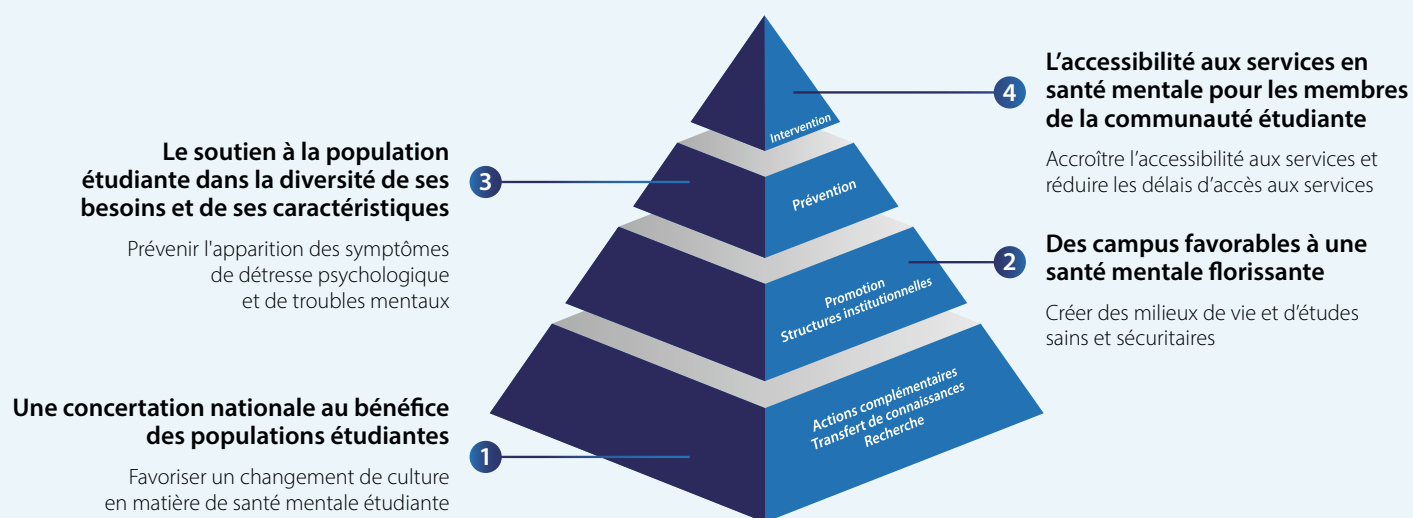 L’accessibilité aux services en
santé mentale pour les membres
de la communauté étudiante
Accroître l’accessibilité aux services et
réduire les délais d’accès aux services
4
Intervention
Le soutien à la population
étudiante dans la diversité de ses
besoins et de ses caractéristiques
Prévenir l'apparition des symptômes
de détresse psychologique
et de troubles mentaux
3
Prévention
Des campus favorables à une
santé mentale florissante
Créer des milieux de vie et d’études
sains et sécuritaires
2
Promotion
Structures institutionnelles
Une concertation nationale au bénéfice
des populations étudiantes
Favoriser un changement de culture
en matière de santé mentale étudiante
1
Actions complémentaires
Transfert de connaissances
Recherche